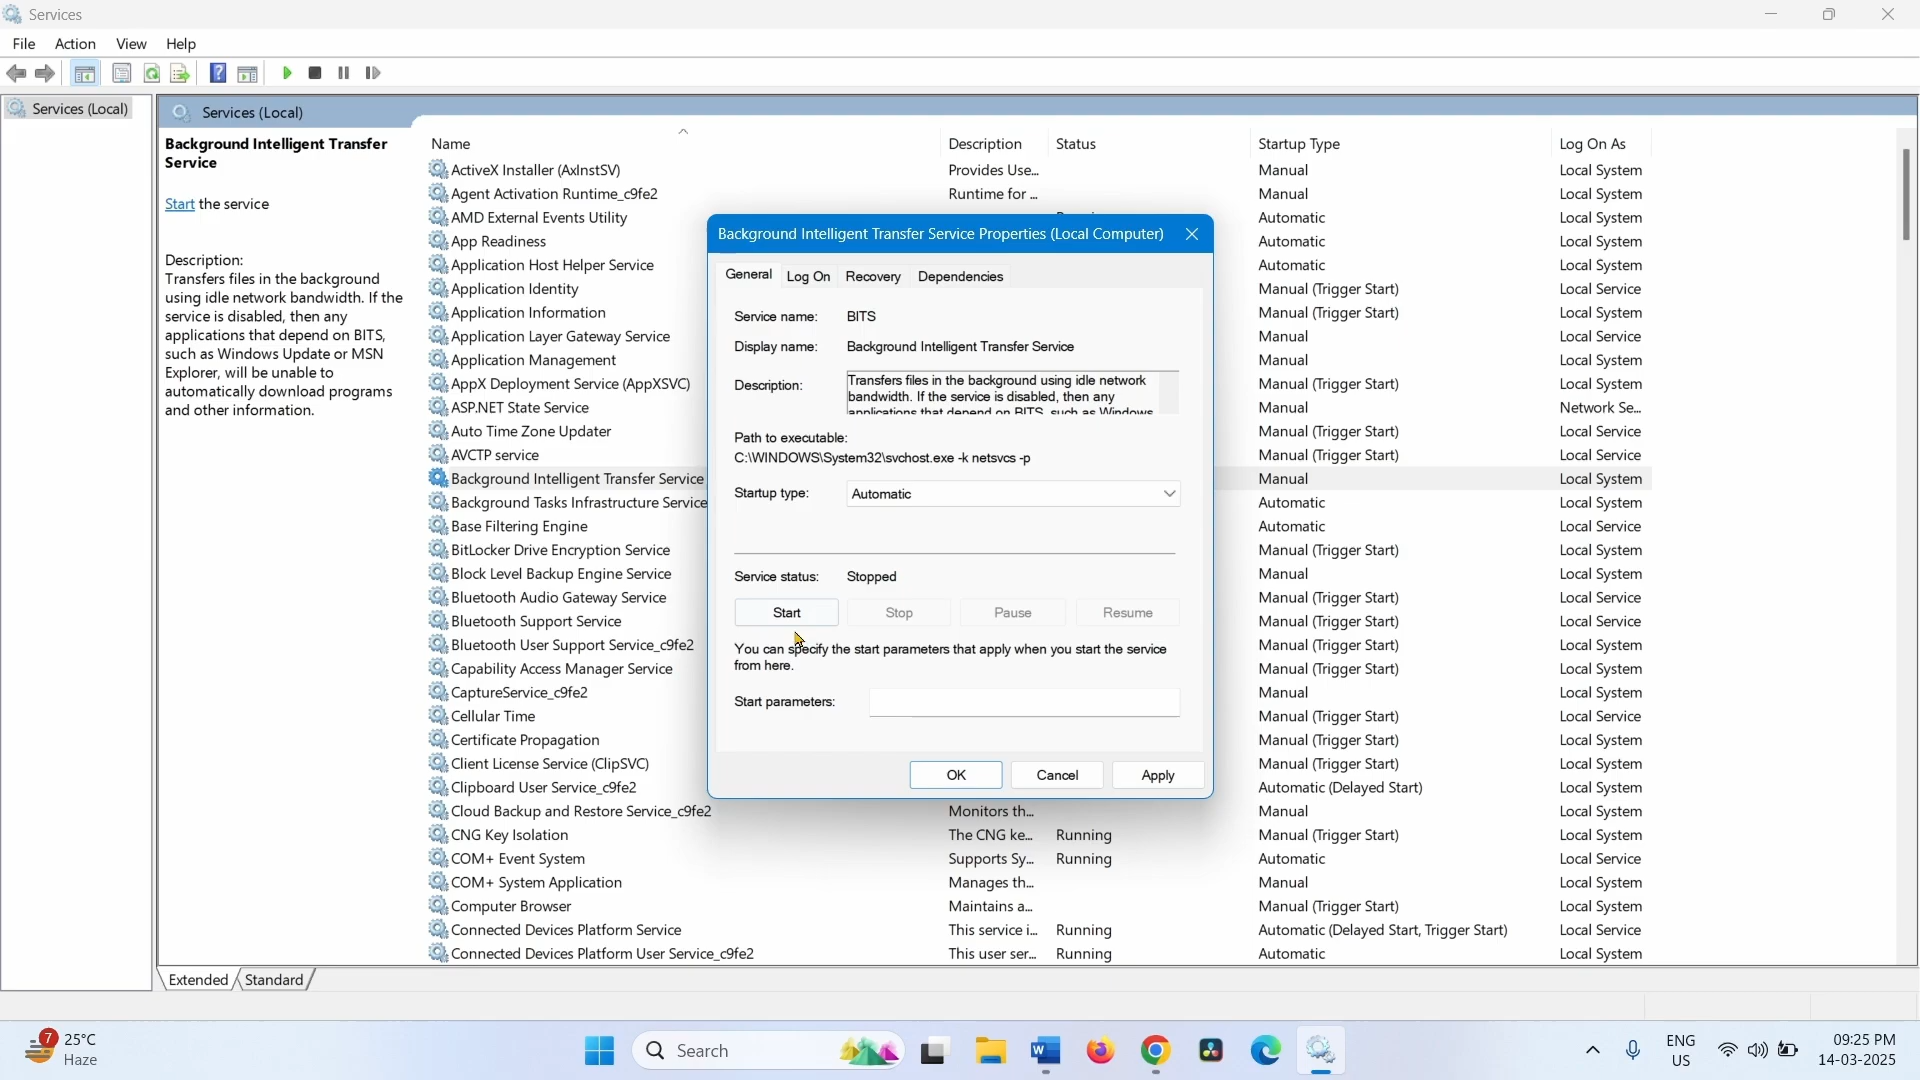 Services
File Action View Help
Services (Local)
Services (Local)
Background Intelligent Transfer
Service
Start the service
Description:
Transfers files in the background
using idle network bandwidth. If the
service is disabled, then any
applications that depend on BITS,
such as Windows Update or MSN
Explorer, will be unable to
automatically download programs
and other information.
Name Description Status Startup Type Log On As
ActiveX Installer (AxInstSV) Provides Use... Manual Local System
Agent Activation Runtime_c9fe2 Runtime for ... Manual Local System
AMD External Events Utility Automatic Local System
App Readiness Automatic Local System
Application Host Helper Service Automatic Local System
Application Identity Manual (Trigger Start) Local Service
Application Information Manual (Trigger Start) Local System
Application Layer Gateway Service Manual Local Service
Application Management Manual Local System
AppX Deployment Service (AppXSVC) Manual (Trigger Start) Local System
ASP.NET State Service Manual Network Se...
Auto Time Zone Updater Manual (Trigger Start) Local Service
AVCTP service Manual (Trigger Start) Local Service
Background Intelligent Transfer Service Manual Local System
Background Tasks Infrastructure Service Automatic Local System
Base Filtering Engine Automatic Local Service
BitLocker Drive Encryption Service Manual (Trigger Start) Local System
Block Level Backup Engine Service Manual Local System
Bluetooth Audio Gateway Service Manual (Trigger Start) Local Service
Bluetooth Support Service Manual (Trigger Start) Local Service
Bluetooth User Support Service_c9fe2 Manual (Trigger Start) Local System
Capability Access Manager Service Manual (Trigger Start) Local System
CaptureService_c9fe2 Manual Local System
Cellular Time Manual (Trigger Start) Local Service
Certificate Propagation Manual (Trigger Start) Local System
Client License Service (ClipSVC) Manual (Trigger Start) Local System
Clipboard User Service_c9fe2 Automatic (Delayed Start) Local System
Cloud Backup and Restore Service_c9fe2 Monitors th... Manual Local System
CNG Key Isolation The CNG ke... Running Manual (Trigger Start) Local System
COM+ Event System Supports Sy... Running Automatic Local Service
COM+ System Application Manages th... Manual Local System
Computer Browser Maintains a... Manual (Trigger Start) Local System
Connected Devices Platform Service This service i... Running Automatic (Delayed Start, Trigger Start) Local Service
Connected Devices Platform User Service_c9fe2 This user ser... Running Automatic Local System
Background Intelligent Transfer Service Properties (Local Computer)
General Log On Recovery Dependencies
Service name: BITS
Display name: Background Intelligent Transfer Service
Description: Transfers files in the background using idle network
bandwidth. If the service is disabled, then any
applications that depend on BITS, such as Windows
Path to executable:
C:\WINDOWS\System32\svchost.exe -k netsvcs -p
Startup type: Automatic
Service status: Stopped
Start Stop Pause Resume
You can specify the start parameters that apply when you start the service
from here.
Start parameters:
OK Cancel Apply
Extended Standard
7 25°C
Haze
Search
ENG
US
09:25 PM
14-03-2025